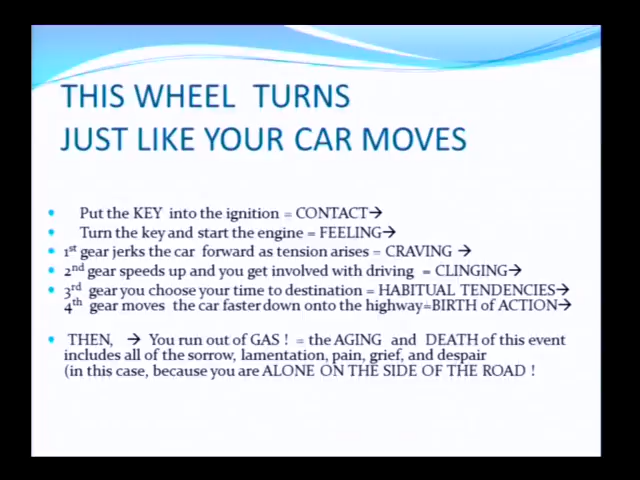 THIS WHEEL TURNS
JUST LIKE YOUR CAR MOVES
• Put the KEY into the ignition = CONTACT→
• Turn the key and start the engine = FEELING→
• 1st gear jerks the car forward as tension arises = CRAVING →
• 2nd gear speeds up and you get involved with driving = CLINGING→
• 3rd gear you choose your time to destination = HABITUAL TENDENCIES→
4th gear moves the car faster down onto the highway=BIRTH of ACTION→
• THEN, → You run out of GAS ! = the AGING and DEATH of this event
includes all of the sorrow, lamentation, pain, grief, and despair
(in this case, because you are ALONE ON THE SIDE OF THE ROAD !